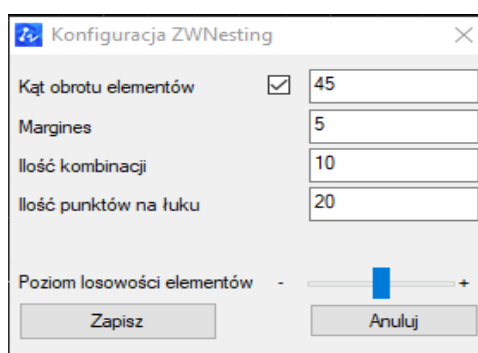 Konfiguracja ZWNesting
Kąt obrotu elementów 45
Margines 5
Ilość kombinacji 10
Ilość punktów na łuku 20
Poziom losowości elementów - +
Zapisz Anuluj